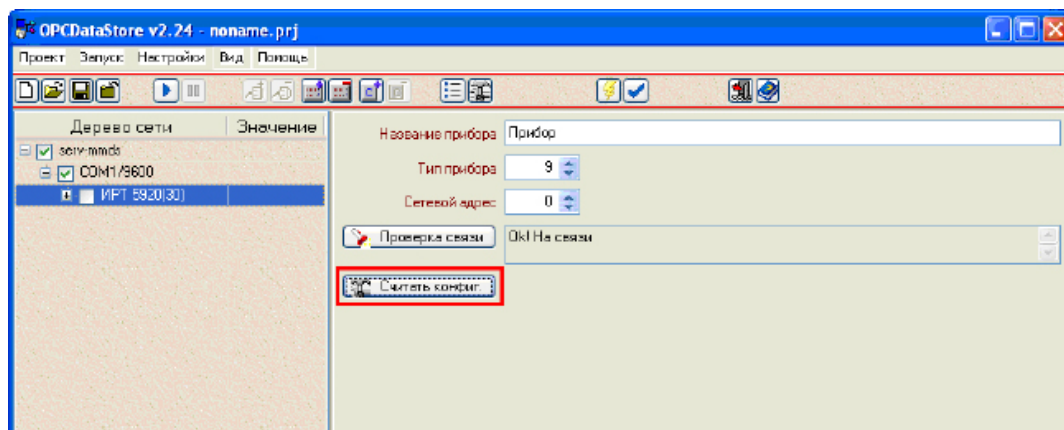 OPCDataStore v2.24 - noname.prj
Проект Запуск Настройки Вид Помощь
Дерево сети Значение
serv-mmds
COM1/9600
ИРТ 5920(30)
Название прибора Прибор
Тип прибора 9
Сетевой адрес 0
Проверка связи Ok! На связи
Считать конфиг.